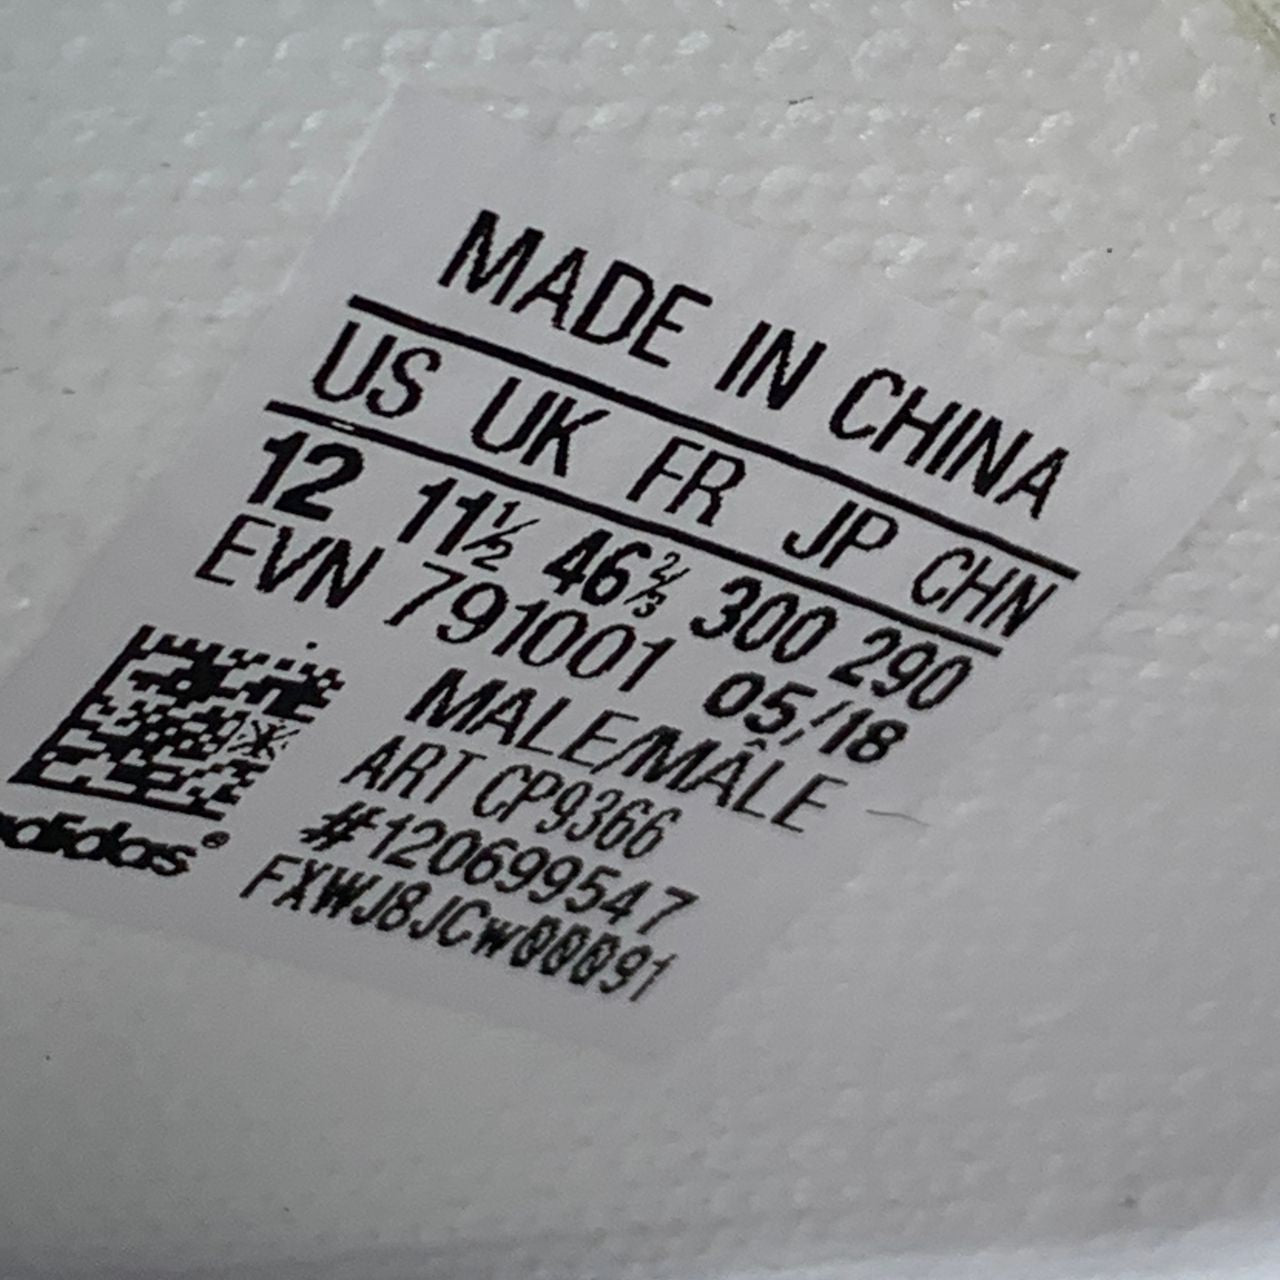 MADE IN CHINA
US UK FR JP CHN
12 11½ 46⅔ 300 290
EVN 791001 05/18
MALE/MÂLE
ART CP9366
#120699547
FXWJ8JCW00091
adidas®